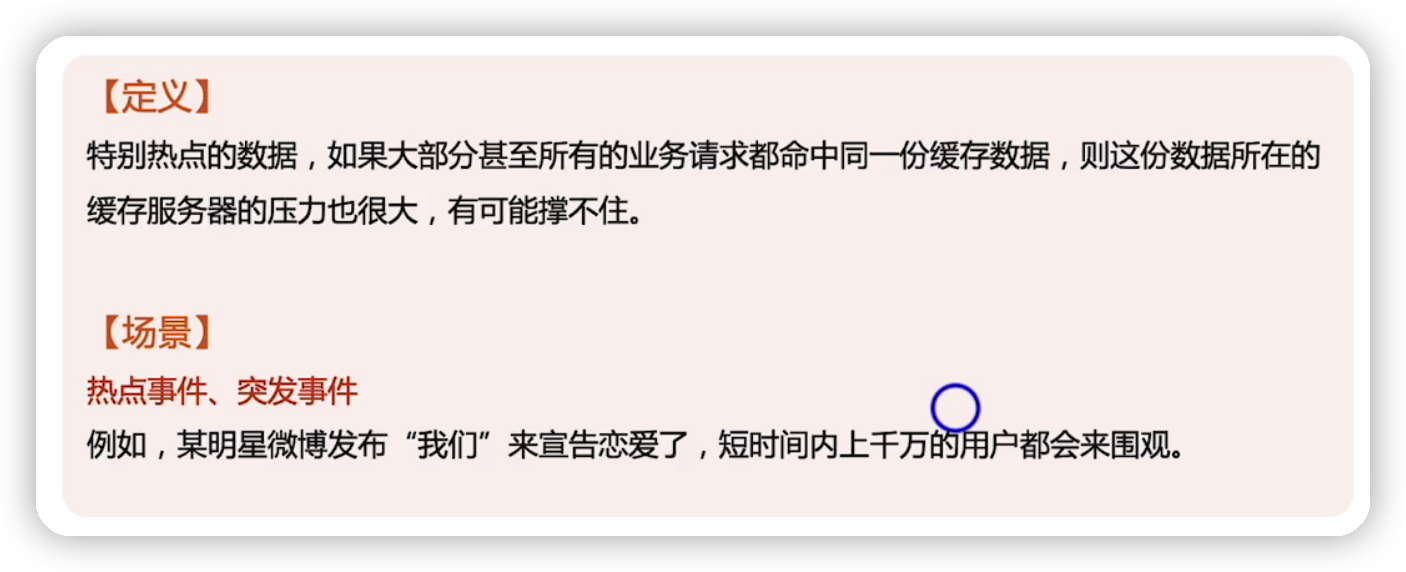 【定义】
特别热点的数据，如果大部分甚至所有的业务请求都命中同一份缓存数据，则这份数据所在的
缓存服务器的压力也很大，有可能撑不住。
【场景】
热点事件、突发事件
例如，某明星微博发布“我们”来宣告恋爱了，短时间内上千万的用户都会来围观。